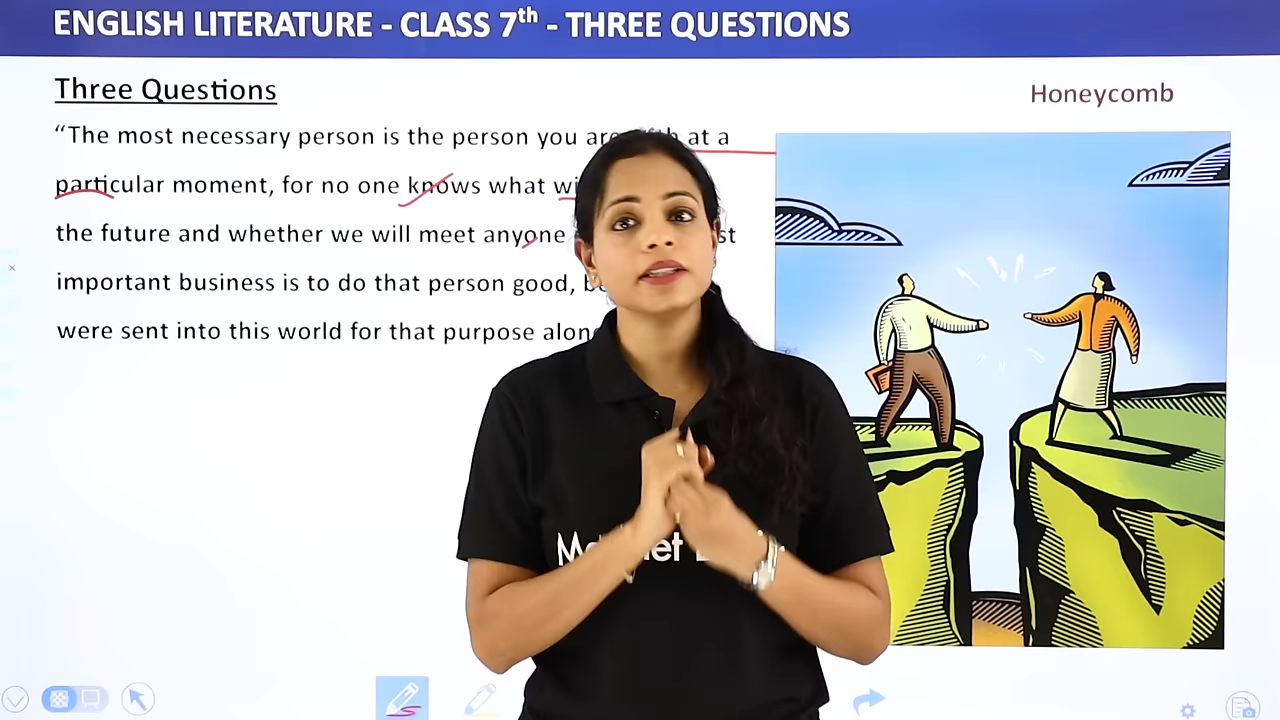 ENGLISH LITERATURE - CLASS 7th - THREE QUESTIONS
Three Questions
Honeycomb
“The most necessary person is the person you are at a
particular moment, for no one knows what
the future and whether we will meet anyone
important business is to do that person good,
were sent into this world for that purpose